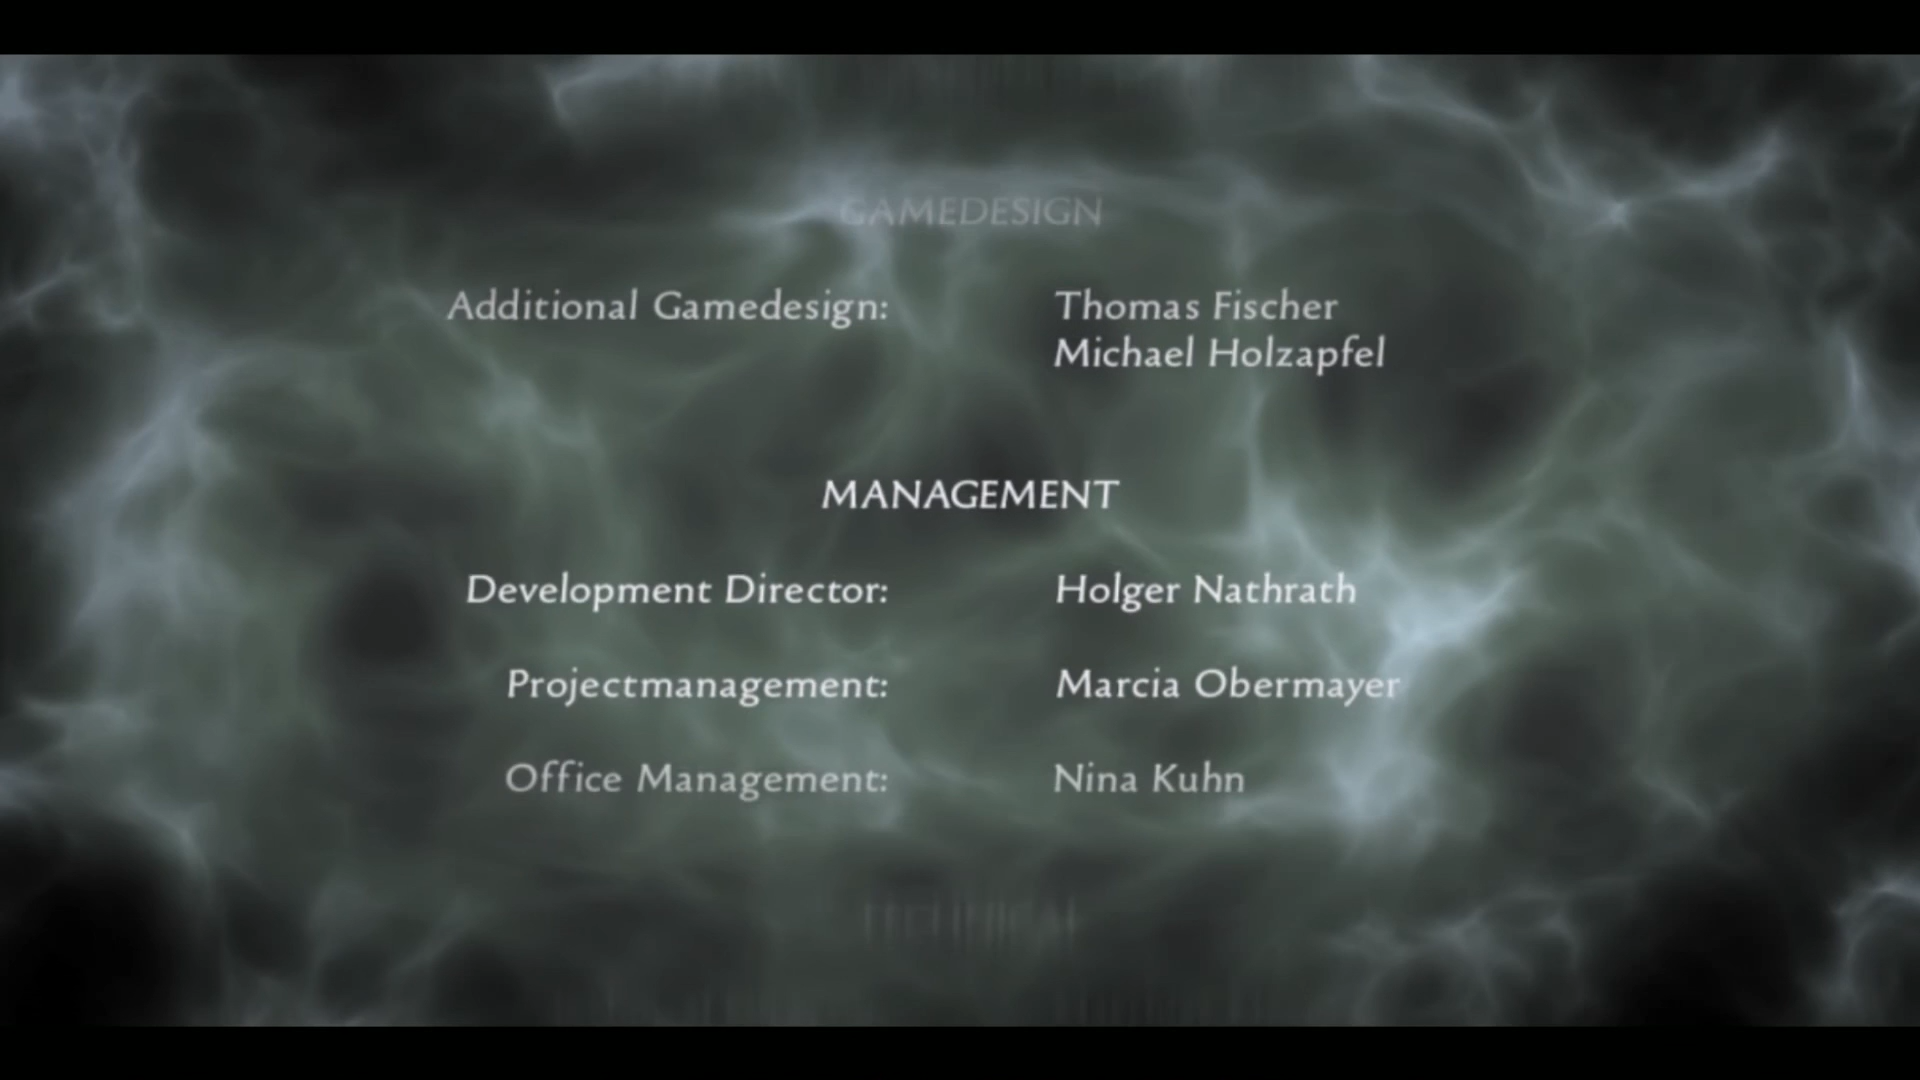 GAMEDESIGN
Additional Gamedesign: Thomas Fischer
Michael Holzapfel
MANAGEMENT
Development Director: Holger Nathrath
Projectmanagement: Marcia Obermayer
Office Management: Nina Kuhn
TECHNICAL